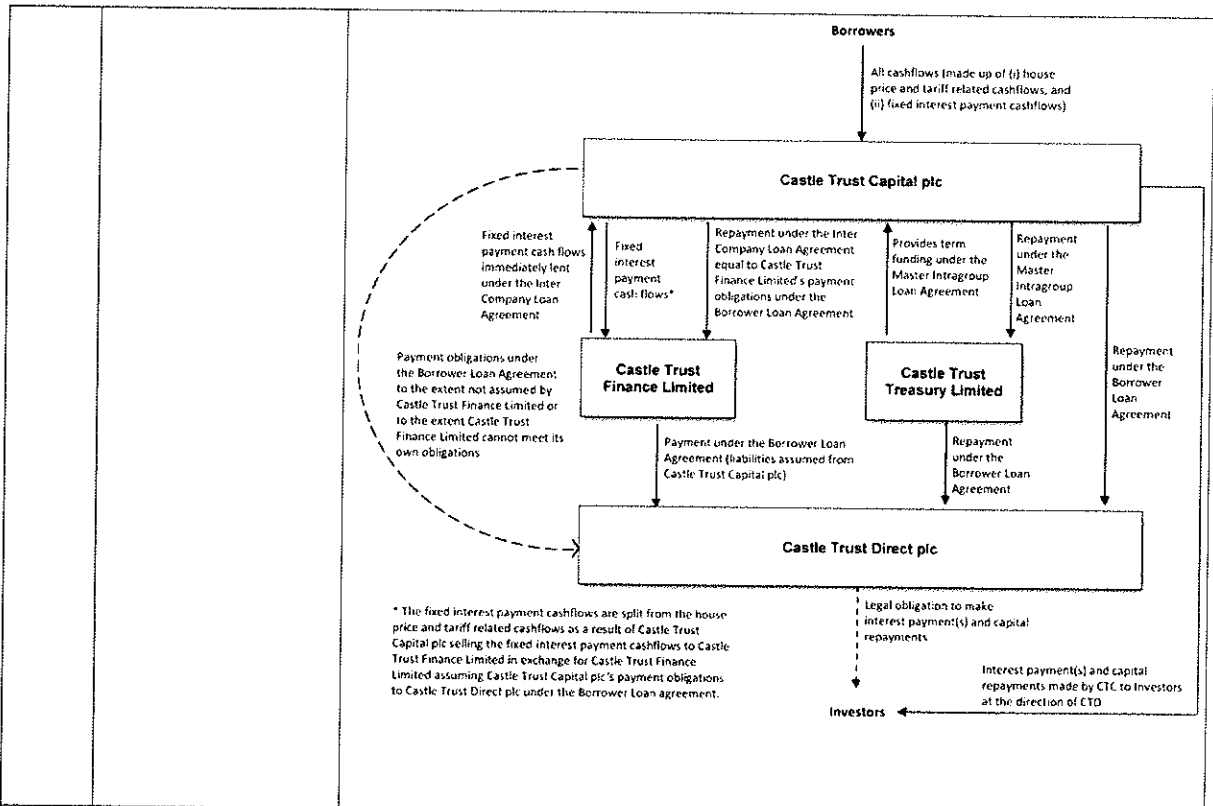 Borrowers
All cashflows (made up of (i) house
price and tariff related cashflows, and
(ii) fixed interest payment cashflows)
Castle Trust Capital plc
Fixed interest
payment cash flows
immediately lent
under the Inter
Company Loan
Agreement
Fixed
interest
payment
cash flows*
Repayment under the Inter
Company Loan Agreement
equal to Castle Trust
Finance Limited's payment
obligations under the
Borrower Loan Agreement
Provides term
funding under the
Master Intragroup
Loan Agreement
Repayment
under the
Master
Intragroup
Loan
Agreement
Payment obligations under
the Borrower Loan Agreement
to the extent not assumed by
Castle Trust Finance Limited or
to the extent Castle Trust
Finance Limited cannot meet its
own obligations
Castle Trust
Finance Limited
Castle Trust
Treasury Limited
Repayment
under the
Borrower
Loan
Agreement
Payment under the Borrower Loan
Agreement (liabilities assumed from
Castle Trust Capital plc)
Repayment
under the
Borrower Loan
Agreement
Castle Trust Direct plc
* The fixed interest payment cashflows are split from the house
price and tariff related cashflows as a result of Castle Trust
Capital plc selling the fixed interest payment cashflows to Castle
Trust Finance Limited in exchange for Castle Trust Finance
Limited assuming Castle Trust Capital plc's payment obligations
to Castle Trust Direct plc under the Borrower Loan agreement.
Legal obligation to make
interest payment(s) and capital
repayments
Interest payment(s) and capital
repayments made by CTC to Investors
at the direction of CTD
Investors